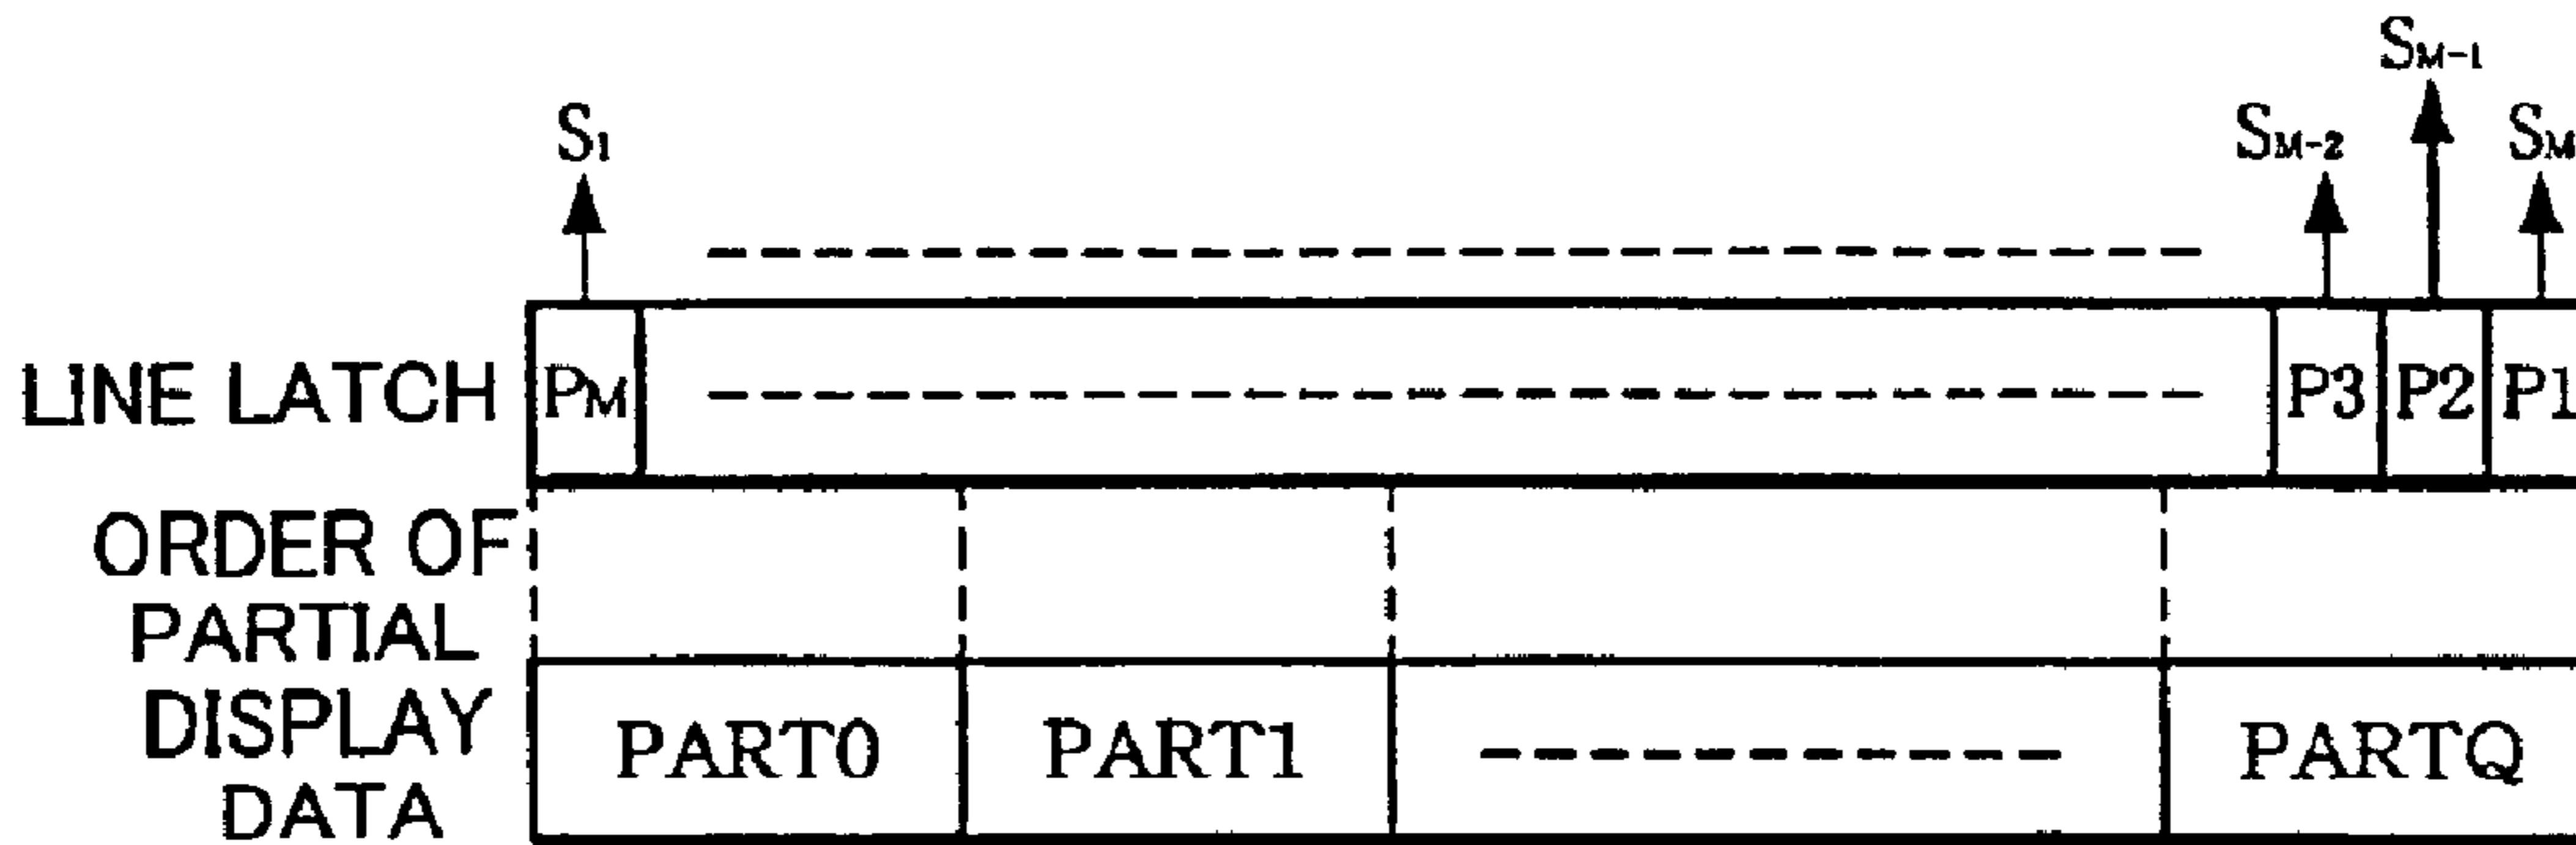 S1 SM-2 SM-1 SM
LINE LATCH PM P3 P2 P1
ORDER OF
PARTIAL
DISPLAY
DATA
PART0 PART1 PARTQ